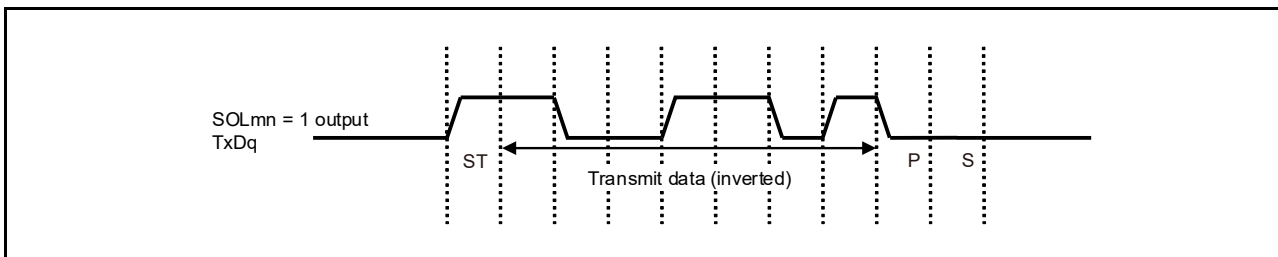 SOLmn = 1 output
TxDq
ST
P
S
Transmit data (inverted)